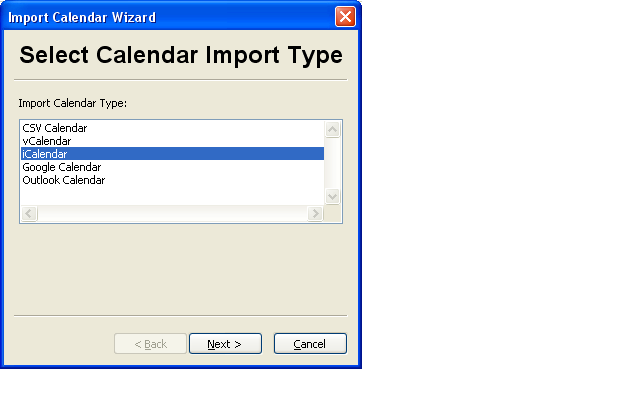 Import Calendar Wizard
Select Calendar Import Type
Import Calendar Type:
CSV Calendar
vCalendar
iCalendar
Google Calendar
Outlook Calendar
< Back Next > Cancel